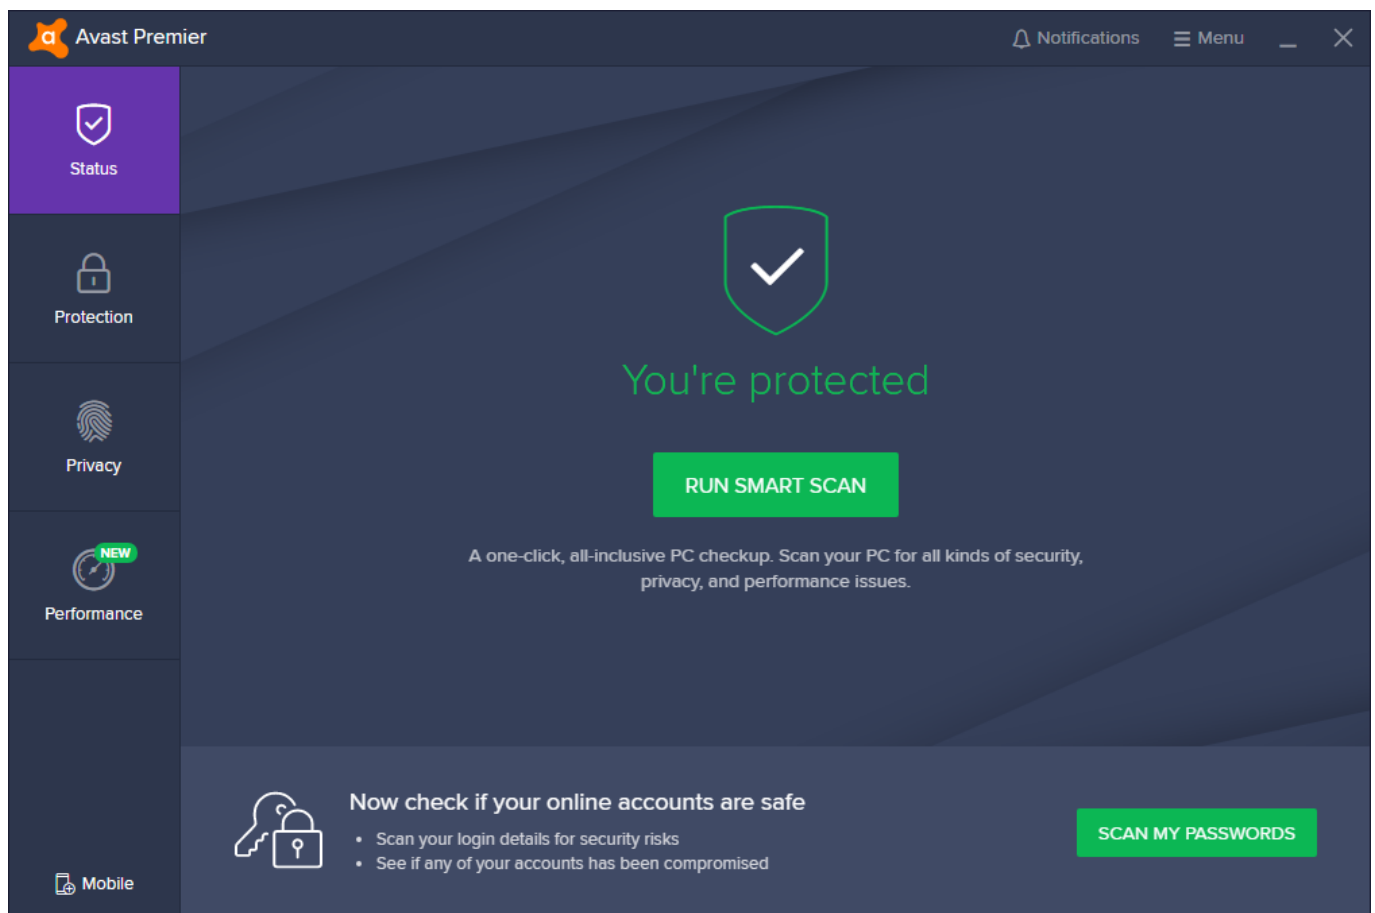 Avast Premier
Notifications
Menu
Status
Protection
Privacy
NEW
Performance
Mobile
You're protected
RUN SMART SCAN
A one-click, all-inclusive PC checkup. Scan your PC for all kinds of security,
privacy, and performance issues.
Now check if your online accounts are safe
• Scan your login details for security risks
• See if any of your accounts has been compromised
SCAN MY PASSWORDS